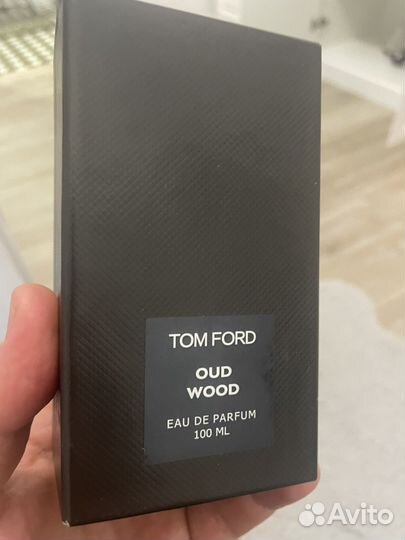 TOM FORD
OUD
WOOD
EAU DE PARFUM
100 ML
Avito